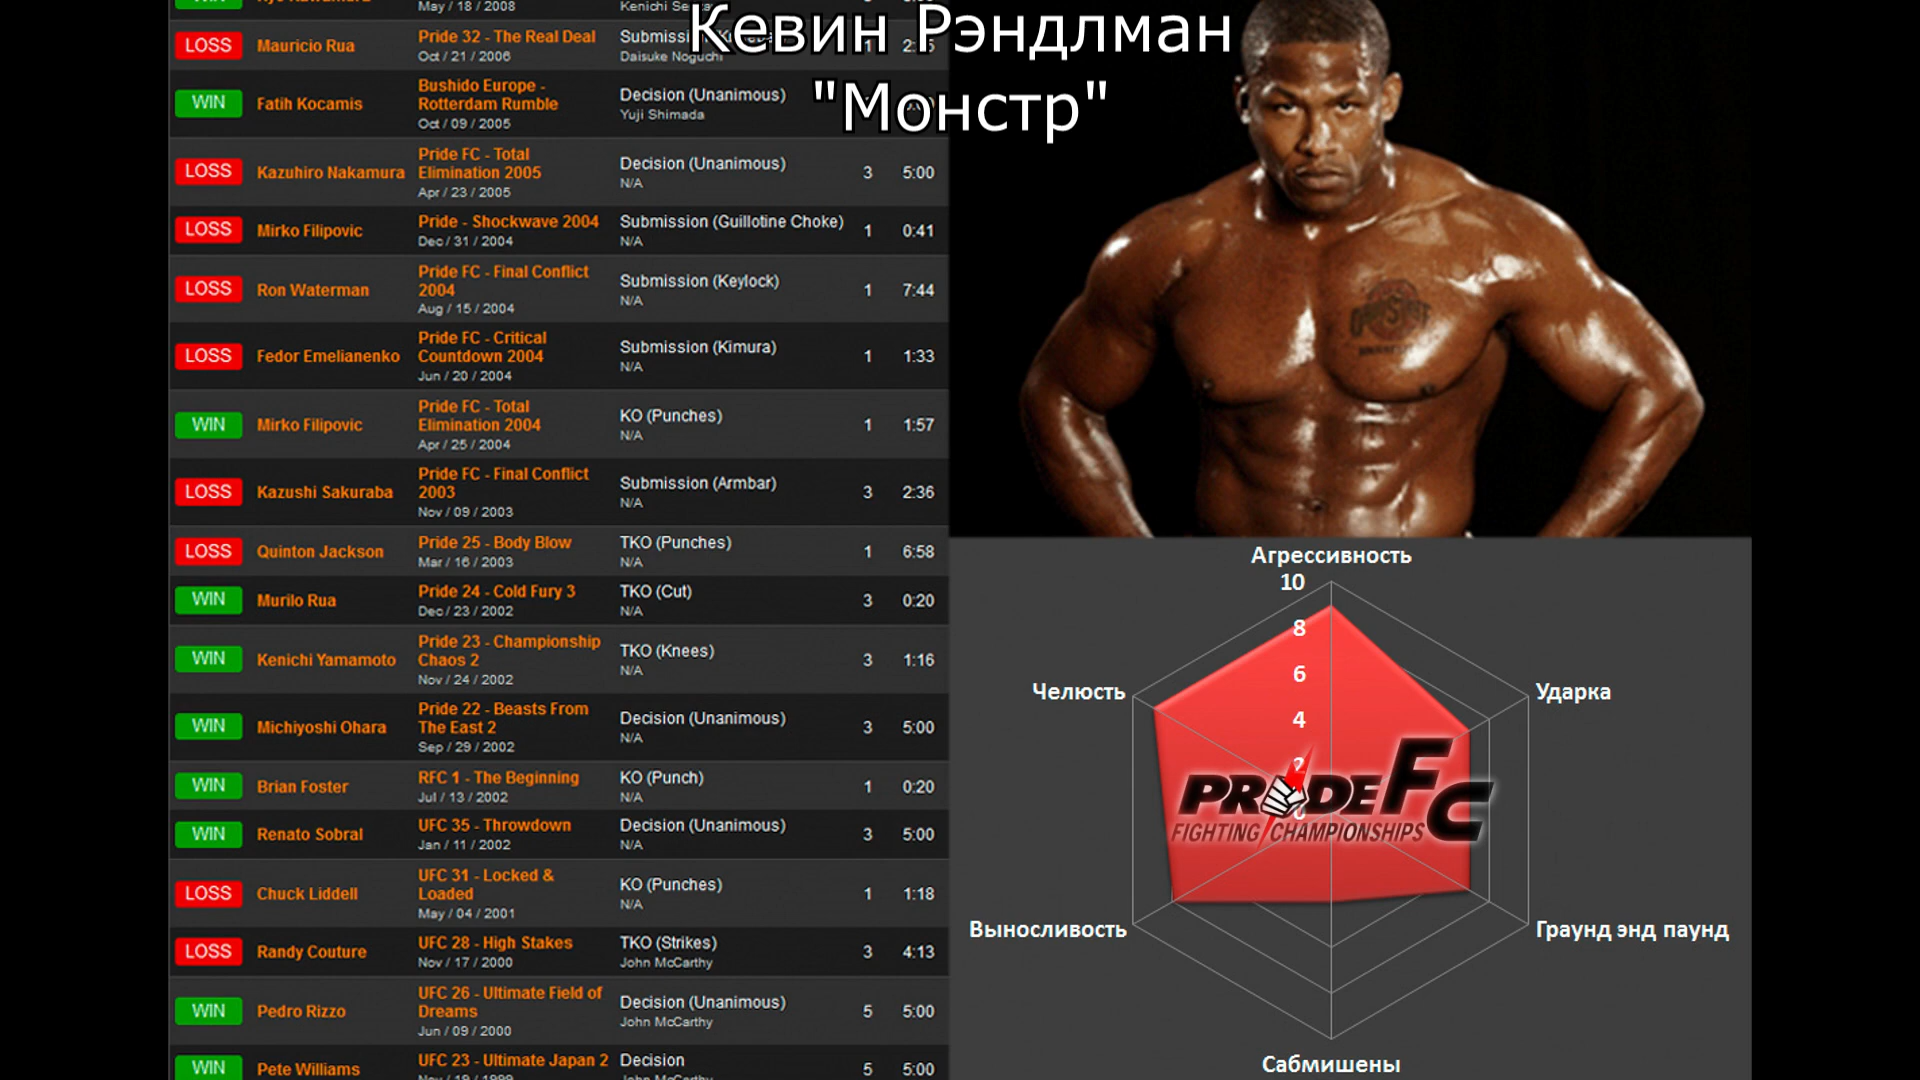 Кевин Рэндлман
"Монстр"
May / 18 / 2008
LOSS Mauricio Rua Pride 32 - The Real Deal
Oct / 21 / 2006 Daisuke Noguchi
WIN Fatih Kocamis Bushido Europe - Rotterdam Rumble Decision (Unanimous)
Oct / 09 / 2005 Yuji Shimada
LOSS Kazuhiro Nakamura Pride FC - Total Elimination 2005 Decision (Unanimous) 3 5:00
Apr / 23 / 2005 N/A
LOSS Mirko Filipovic Pride - Shockwave 2004 Submission (Guillotine Choke) 1 0:41
Dec / 31 / 2004 N/A
LOSS Ron Waterman Pride FC - Final Conflict 2004 Submission (Keylock) 1 7:44
Aug / 15 / 2004 N/A
LOSS Fedor Emelianenko Pride FC - Critical Countdown 2004 Submission (Kimura) 1 1:33
Jun / 20 / 2004 N/A
WIN Mirko Filipovic Pride FC - Total Elimination 2004 KO (Punches) 1 1:57
Apr / 25 / 2004 N/A
LOSS Kazushi Sakuraba Pride FC - Final Conflict 2003 Submission (Armbar) 3 2:36
Nov / 09 / 2003 N/A
LOSS Quinton Jackson Pride 25 - Body Blow TKO (Punches) 1 6:58
Mar / 16 / 2003 N/A
WIN Murilo Rua Pride 24 - Cold Fury 3 TKO (Cut) 3 0:20
Dec / 23 / 2002 N/A
WIN Kenichi Yamamoto Pride 23 - Championship Chaos 2 TKO (Knees) 3 1:16
Nov / 24 / 2002 N/A
WIN Michiyoshi Ohara Pride 22 - Beasts From The East 2 Decision (Unanimous) 3 5:00
Sep / 29 / 2002 N/A
WIN Brian Foster RFC 1 - The Beginning KO (Punch) 1 0:20
Jul / 13 / 2002 N/A
WIN Renato Sobral UFC 35 - Throwdown Decision (Unanimous) 3 5:00
Jan / 11 / 2002 N/A
LOSS Chuck Liddell UFC 31 - Locked & Loaded KO (Punches) 1 1:18
May / 04 / 2001 N/A
LOSS Randy Couture UFC 28 - High Stakes TKO (Strikes) 3 4:13
Nov / 17 / 2000 John McCarthy
WIN Pedro Rizzo UFC 26 - Ultimate Field of Dreams Decision (Unanimous) 5 5:00
Jun / 09 / 2000 John McCarthy
WIN Pete Williams UFC 23 - Ultimate Japan 2 Decision 5 5:00
Агрессивность
10
8
6
4
2
0
Челюсть
Ударка
PRIDE FC
FIGHTING CHAMPIONSHIPS
Выносливость
Граунд энд паунд
Сабмишены